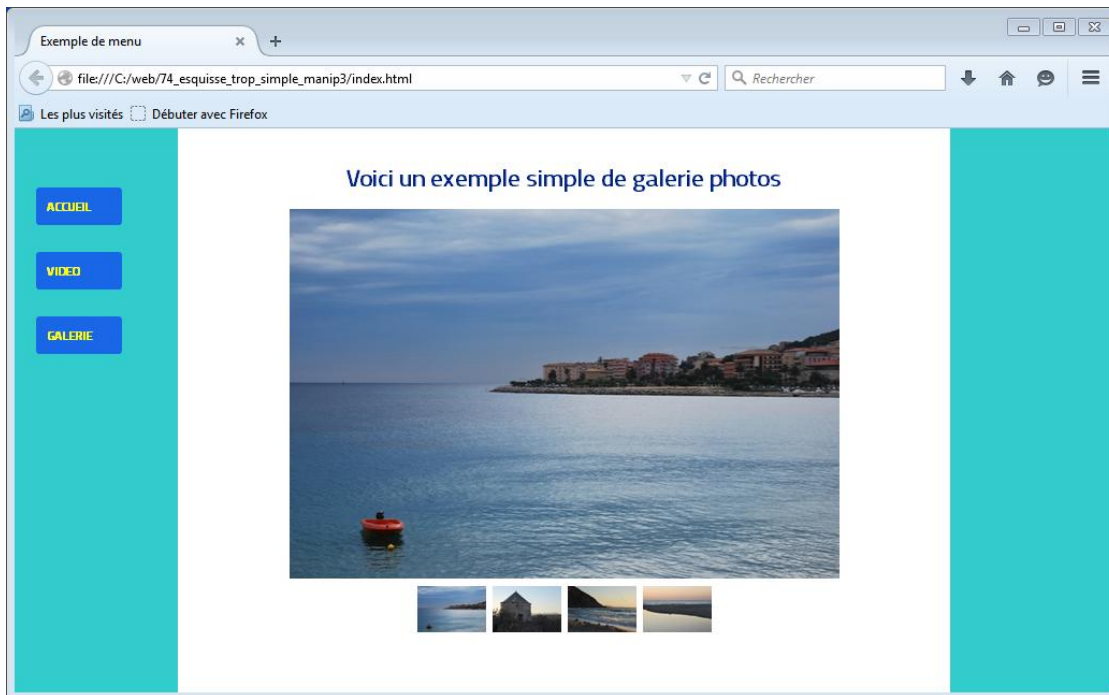 Exemple de menu
file:///C:/web/74_esquisse_trop_simple_manip3/index.html
Rechercher
Les plus visités
Débuter avec Firefox
Voici un exemple simple de galerie photos
ACCUEIL
VIDEO
GALERIE